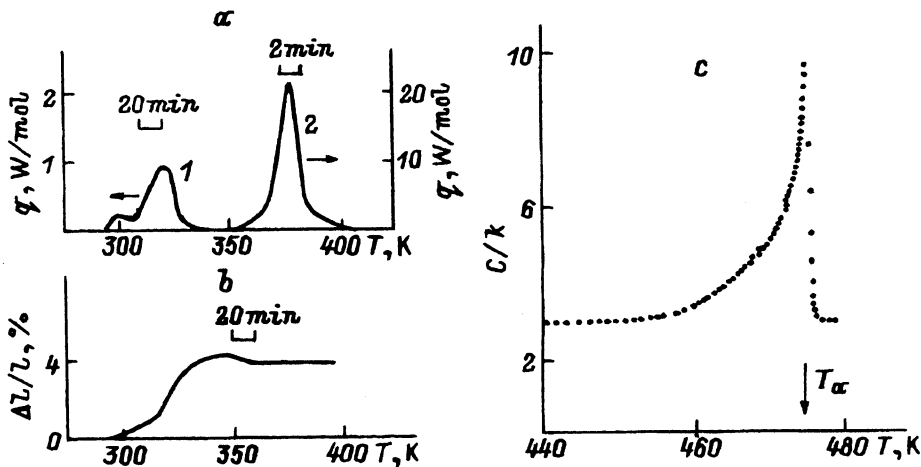 a
2 min
20 min
2
1
q, W/mol
1
2
20
10
q, W/mol
300
350
400 T, K
b
20 min
Δl/l, %
4
0
300
350
400 T, K
c
10
6
2
C/k
Tα
440
460
480 T, K